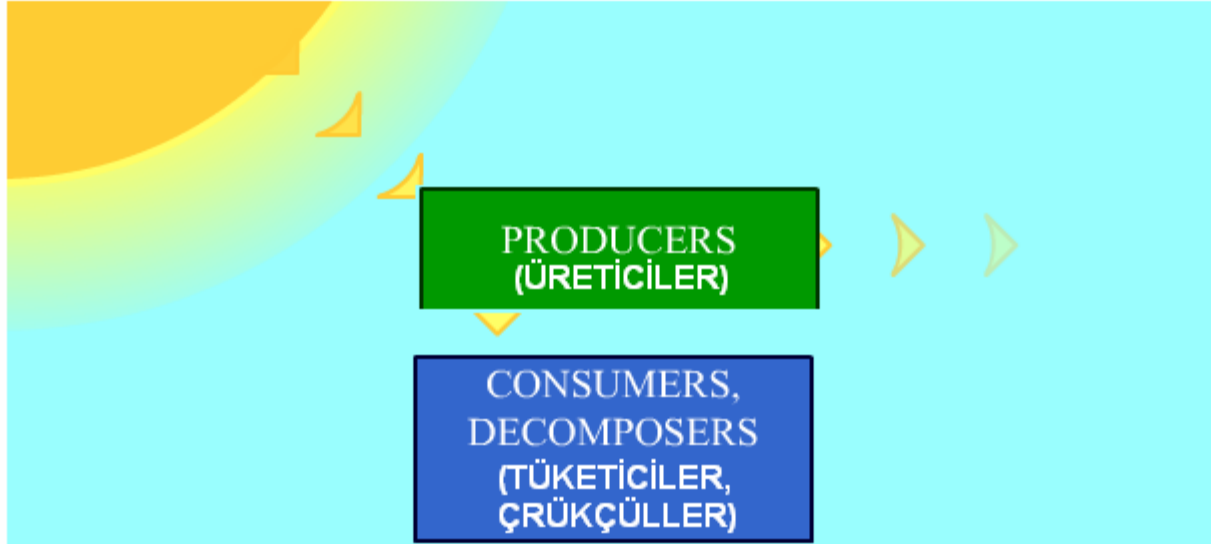 PRODUCERS
(ÜRETİCİLER)
CONSUMERS,
DECOMPOSERS
(TÜKETİCİLER,
ÇRÜKÇÜLLER)